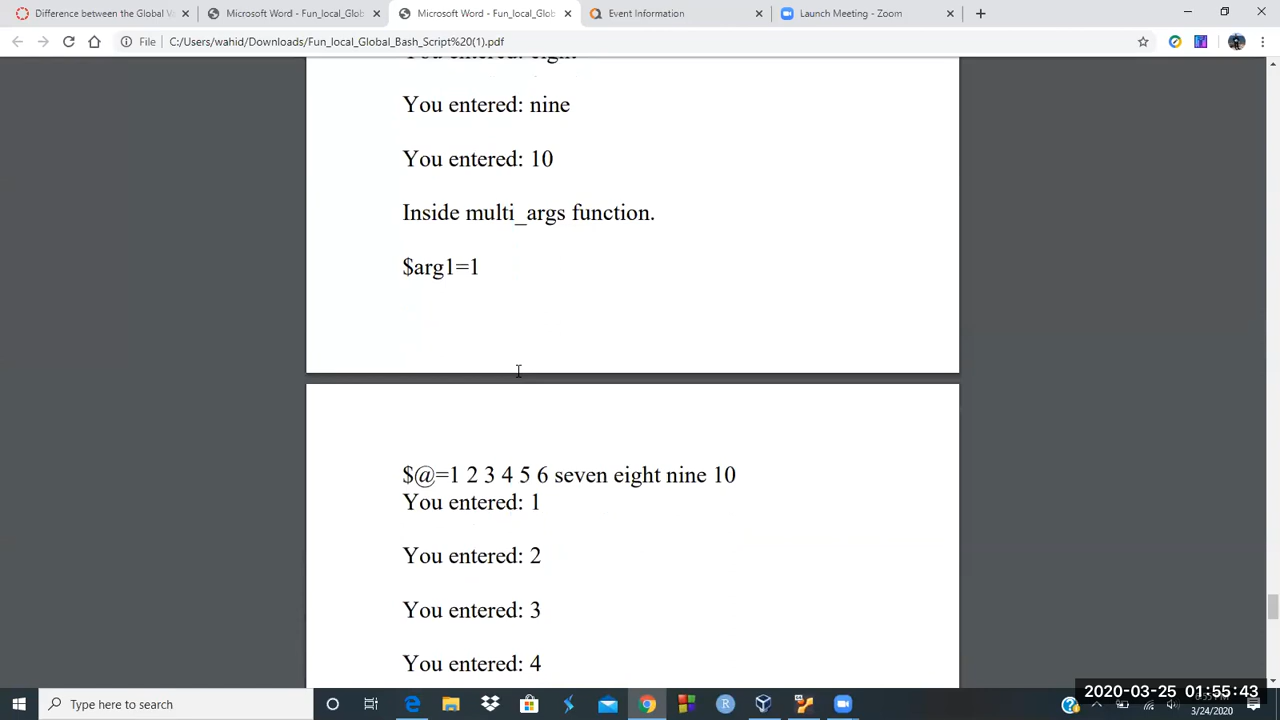 Difference between the Global V
Microsoft Word - Fun_local_Glob
Microsoft Word - Fun_local_Glob
Event Information
Launch Meeting - Zoom
File
C:/Users/wahid/Downloads/Fun_local_Global_Bash_Script%20(1).pdf
You entered: eight
You entered: nine
You entered: 10
Inside multi_args function.
$arg1=1
$@=1 2 3 4 5 6 seven eight nine 10
You entered: 1
You entered: 2
You entered: 3
You entered: 4
Type here to search
2020-03-25 01:55:43
3/24/2020